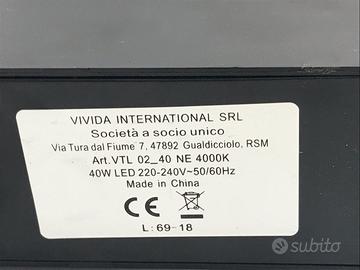 VIVIDA INTERNATIONAL SRL
Società a socio unico
Via Tura dal Fiume 7, 47892 Gualdicciolo, RSM
Art. VTL 02_40 NE 4000K
40W LED 220-240V~50/60Hz
Made in China
CE
L: 69-18
subito